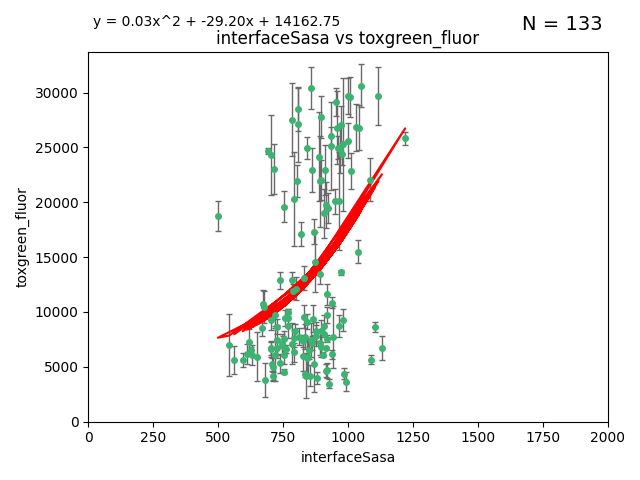 y = 0.03x^2 + -29.20x + 14162.75
N = 133
interfaceSasa vs toxgreen_fluor
toxgreen_fluor
30000
25000
20000
15000
10000
5000
0
0 250 500 750 1000 1250 1500 1750 2000
interfaceSasa